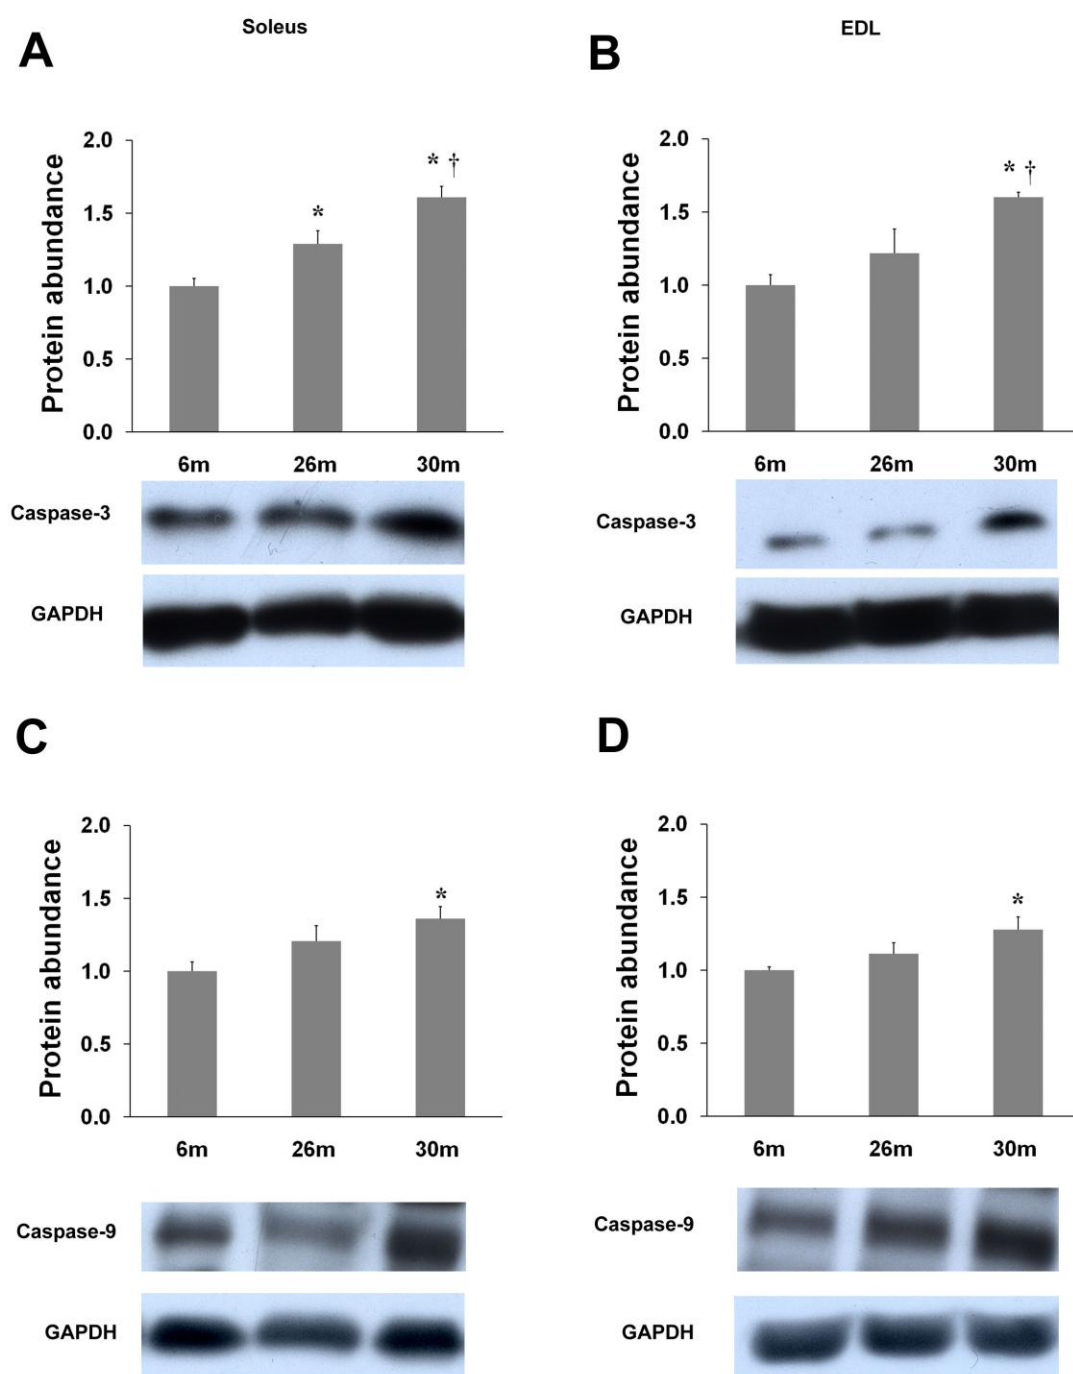 Soleus
EDL
A
B
Protein abundance
2.0
1.5
1.0
0.5
0.0
*
* †
6m 26m 30m
Caspase-3
GAPDH
Protein abundance
2.0
1.5
1.0
0.5
0.0
* †
6m 26m 30m
Caspase-3
GAPDH
C
D
Protein abundance
2.0
1.5
1.0
0.5
0.0
*
6m 26m 30m
Caspase-9
GAPDH
Protein abundance
2.0
1.5
1.0
0.5
0.0
*
6m 26m 30m
Caspase-9
GAPDH